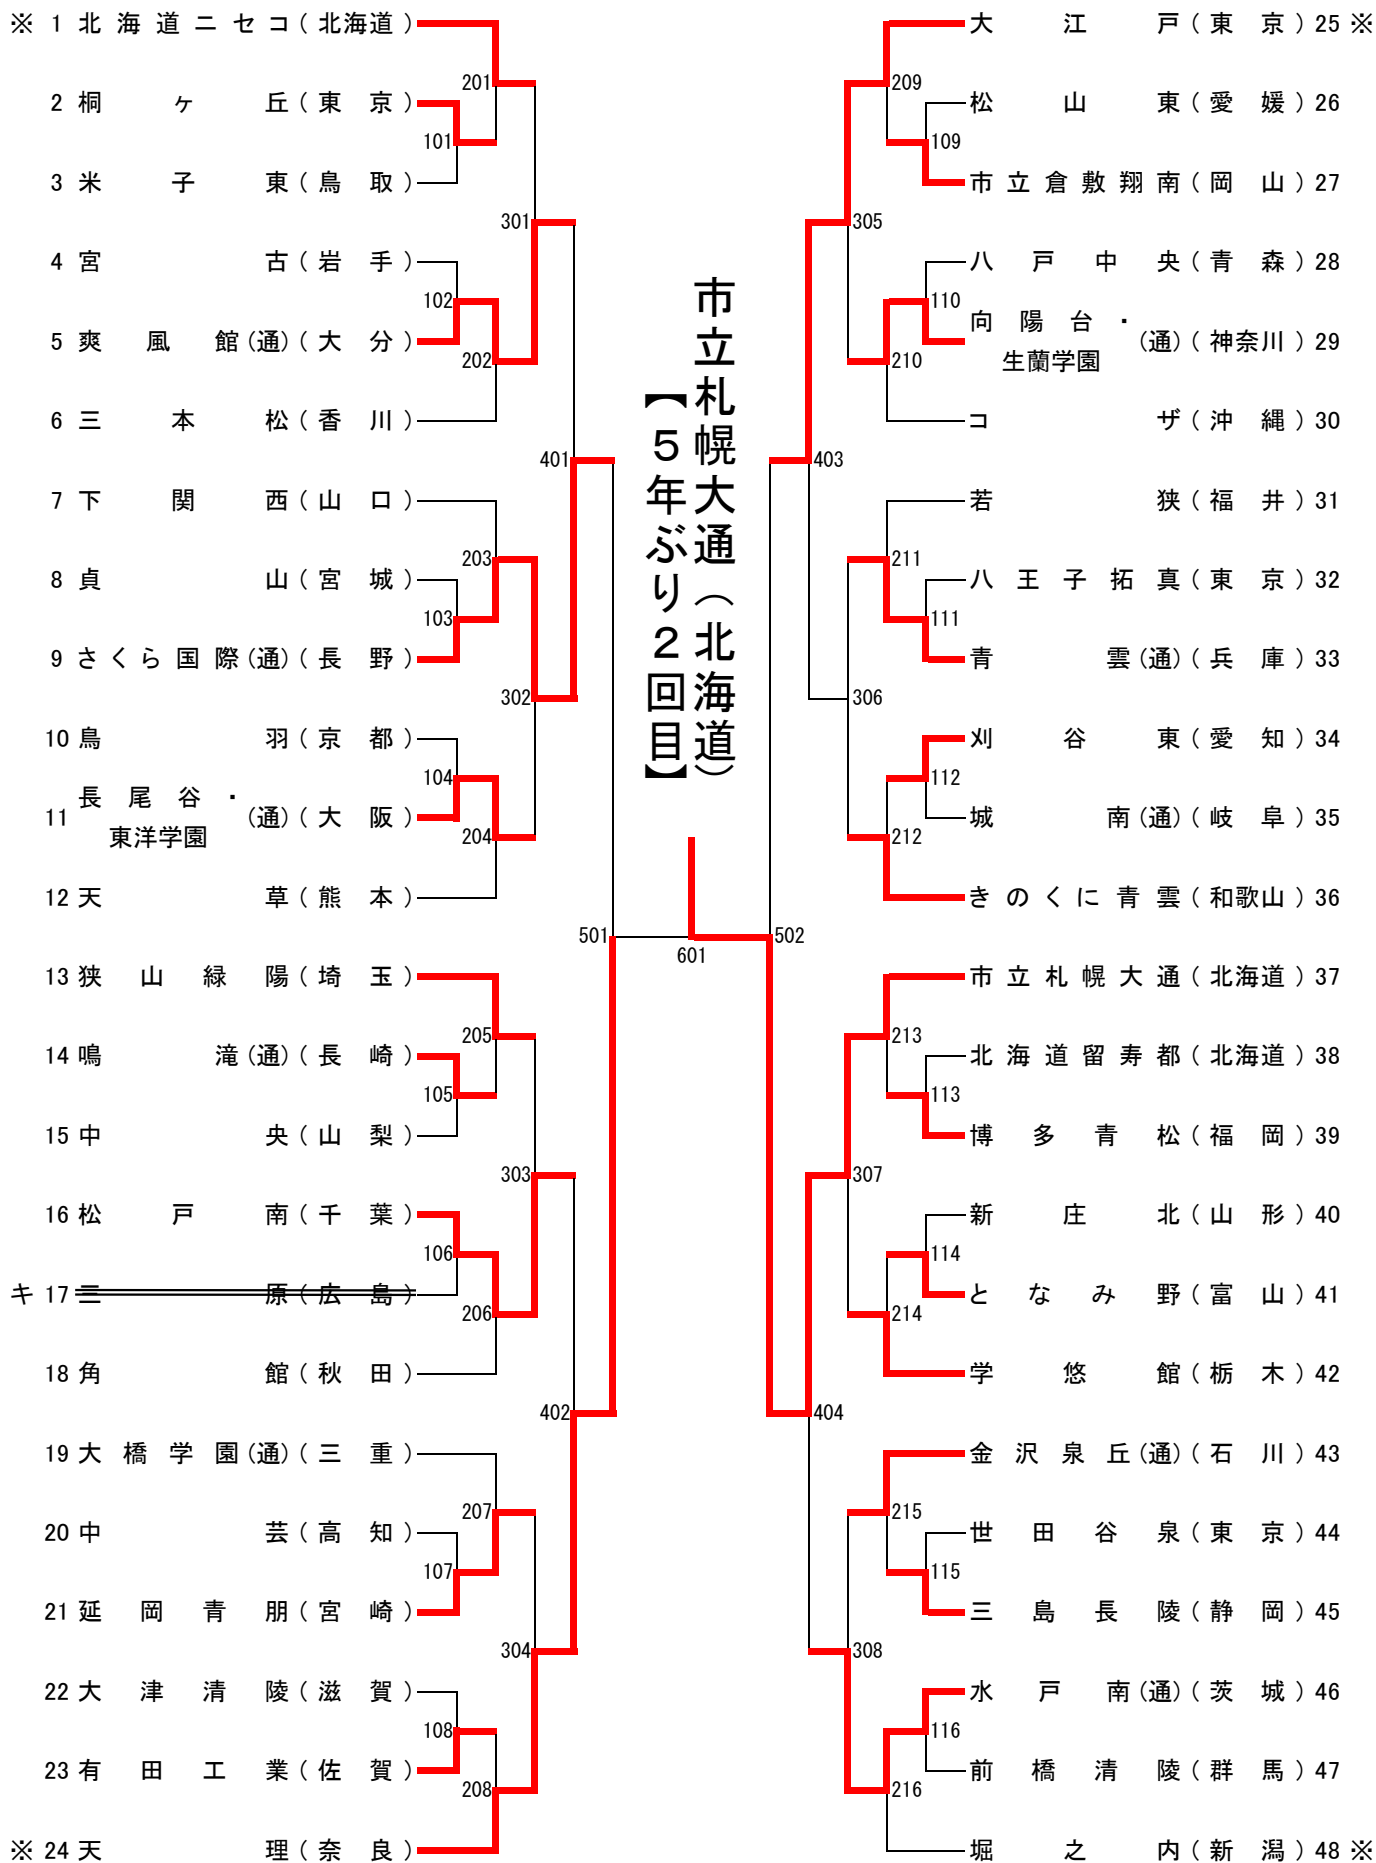 ※ 1 北海道ニセコ(北海道)
2 桐ヶ丘(東京)
3 米子東(鳥取)
4 宮古(岩手)
5 爽風館(通)(大分)
6 三本松(香川)
7 下関西(山口)
8 貞山(宮城)
9 さくら国際(通)(長野)
10 鳥羽(京都)
11 長尾谷・東洋学園(通)(大阪)
12 天草(熊本)
13 狭山緑陽(埼玉)
14 鳴滝(通)(長崎)
15 中央(山梨)
16 松戸南(千葉)
キ 17 三原(広島)
18 角館(秋田)
19 大橋学園(通)(三重)
20 中芸(高知)
21 延岡青朋(宮崎)
22 大津清陵(滋賀)
23 有田工業(佐賀)
※ 24 天理(奈良)
101
102
103
104
105
106
107
108
201
202
203
204
205
206
207
208
301
302
303
304
401
402
501
市立札幌大通(北海道)
【5年ぶり2回目】
601
502
403
404
305
306
307
308
209
210
211
212
213
214
215
216
109
110
111
112
113
114
115
116
大江戸(東京)25 ※
松山東(愛媛)26
市立倉敷翔南(岡山)27
八戸中央(青森)28
向陽台・生蘭学園(通)(神奈川)29
コザ(沖縄)30
若狭(福井)31
八王子拓真(東京)32
青雲(通)(兵庫)33
刈谷東(愛知)34
城南(通)(岐阜)35
きのくに青雲(和歌山)36
市立札幌大通(北海道)37
北海道留寿都(北海道)38
博多青松(福岡)39
新庄北(山形)40
となみ野(富山)41
学悠館(栃木)42
金沢泉丘(通)(石川)43
世田谷泉(東京)44
三島長陵(静岡)45
水戸南(通)(茨城)46
前橋清陵(群馬)47
堀之内(新潟)48 ※